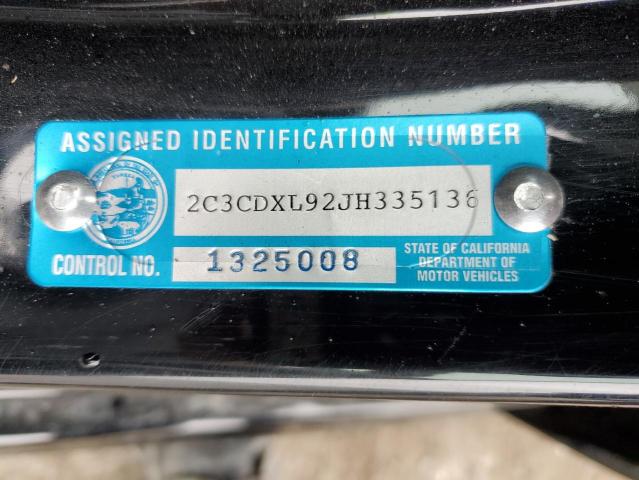 ASSIGNED IDENTIFICATION NUMBER
2C3CDXL92JH335136
CONTROL NO. 1325008
STATE OF CALIFORNIA
DEPARTMENT OF
MOTOR VEHICLES